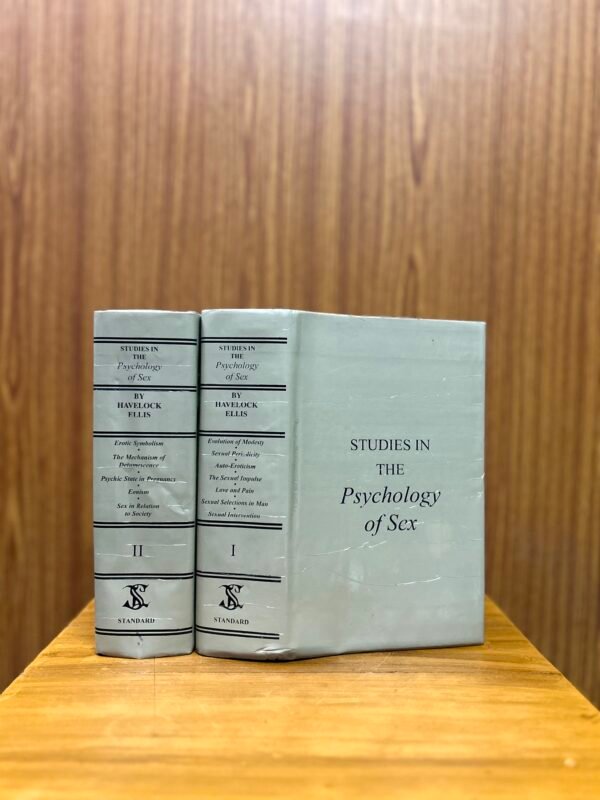 STUDIES IN
THE
Psychology
of Sex
BY
HAVELOCK
ELLIS
Erotic Symbolism
•
The Mechanism of
Detumescence
•
Psychic State in Pregnancy
•
Eonism
•
Sex in Relation
to Society
II
STANDARD
STUDIES IN
THE
Psychology
of Sex
BY
HAVELOCK
ELLIS
Evolution of Modesty
•
Sexual Periodicity
•
Auto-Eroticism
•
The Sexual Impulse
•
Love and Pain
•
Sexual Selections in Man
•
Sexual
I
STANDARD
STUDIES IN
THE
Psychology
of Sex